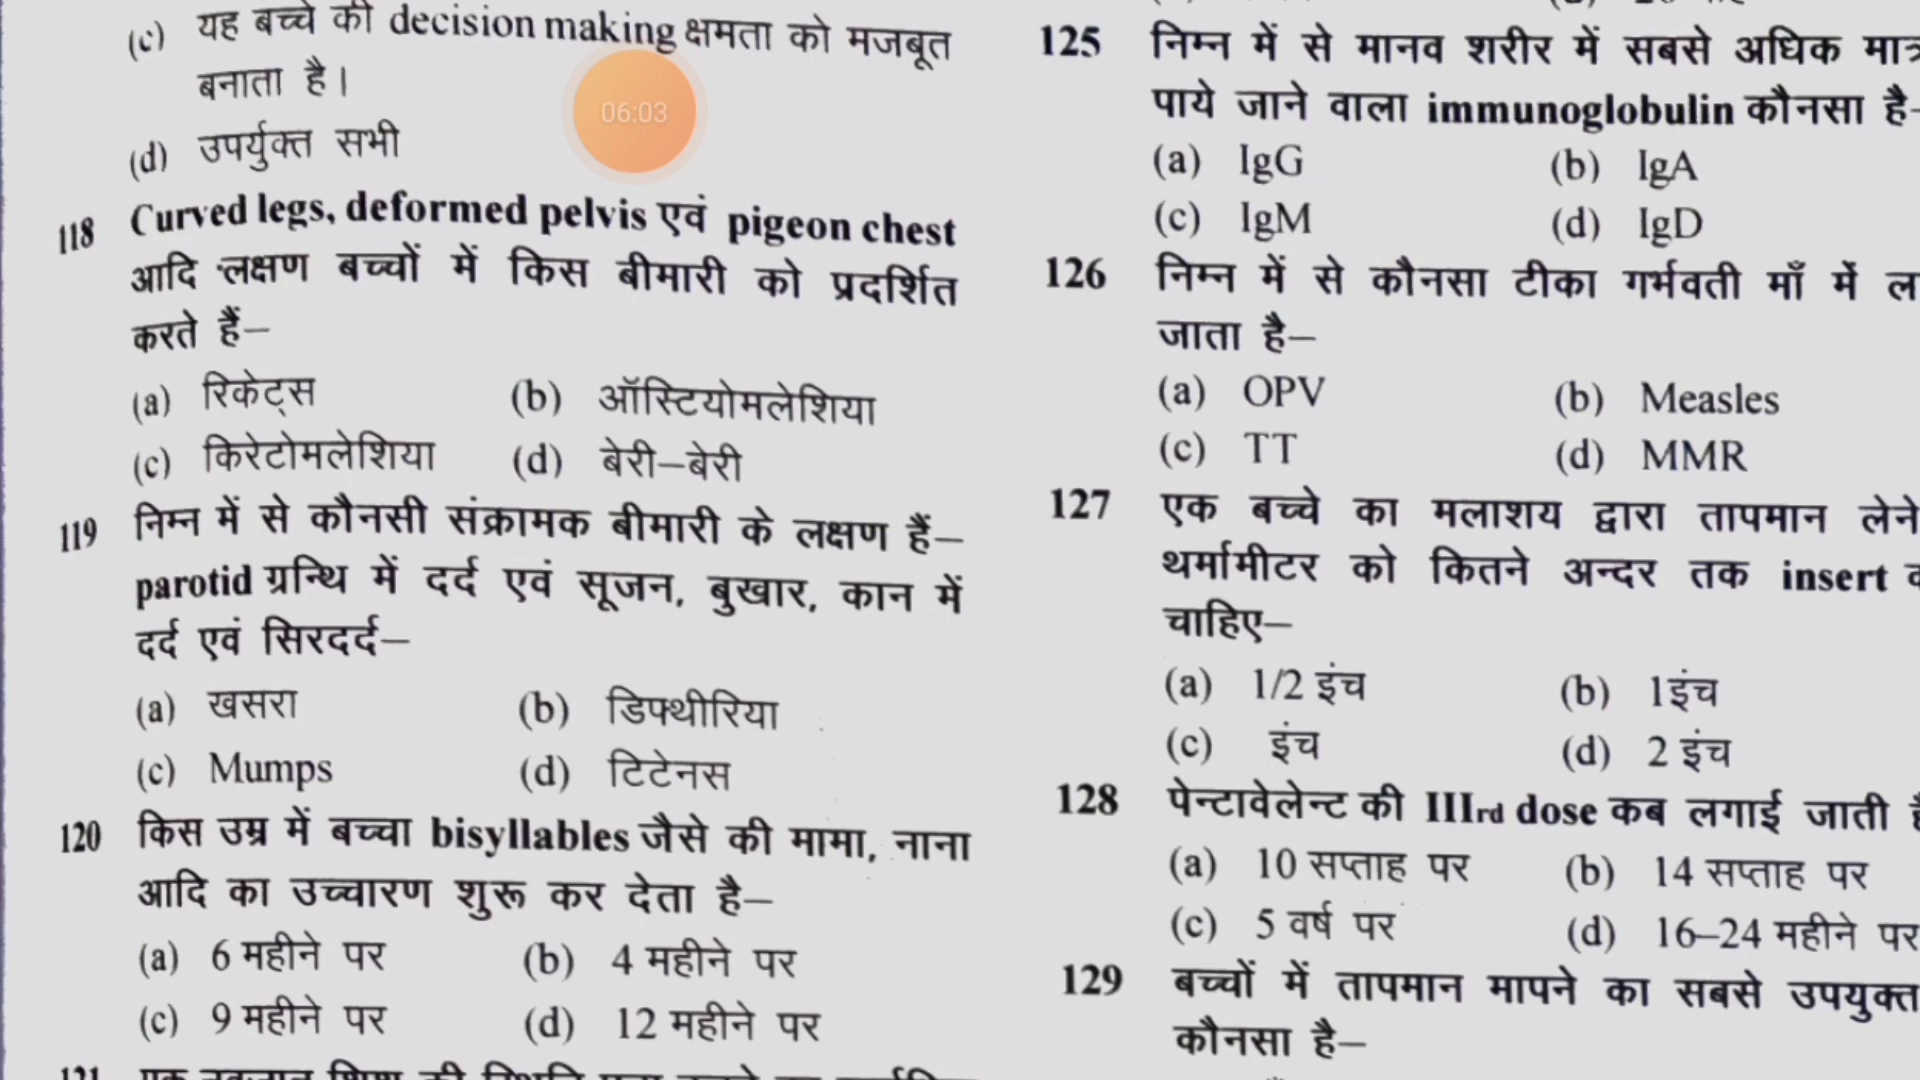 (c) यह बच्चे की decision making क्षमता को मजबूत
बनाता है।
(d) उपर्युक्त सभी
06:03
118 Curved legs, deformed pelvis एवं pigeon chest
आदि लक्षण बच्चों में किस बीमारी को प्रदर्शित
करते हैं–
(a) रिकेट्स (b) ऑस्टियोमलेशिया
(c) किरेटोमलेशिया (d) बेरी–बेरी
119 निम्न में से कौनसी संक्रामक बीमारी के लक्षण हैं–
parotid ग्रन्थि में दर्द एवं सूजन, बुखार, कान में
दर्द एवं सिरदर्द–
(a) खसरा (b) डिफ्थीरिया
(c) Mumps (d) टिटेनस
120 किस उम्र में बच्चा bisyllables जैसे की मामा, नाना
आदि का उच्चारण शुरू कर देता है–
(a) 6 महीने पर (b) 4 महीने पर
(c) 9 महीने पर (d) 12 महीने पर
125 निम्न में से मानव शरीर में सबसे अधिक
पाये जाने वाला immunoglobulin कौनसा है–
(a) IgG (b) IgA
(c) IgM (d) IgD
126 निम्न में से कौनसा टीका गर्भवती माँ में
जाता है–
(a) OPV (b) Measles
(c) TT (d) MMR
127 एक बच्चे का मलाशय द्वारा तापमान लेने
थर्मामीटर को कितने अन्दर तक insert
चाहिए–
(a) 1/2 इंच (b) 1इंच
(c) इंच (d) 2 इंच
128 पेन्टावेलेन्ट की IIIrd dose कब लगाई जाती
(a) 10 सप्ताह पर (b) 14 सप्ताह पर
(c) 5 वर्ष पर (d) 16–24 महीने पर
129 बच्चों में तापमान मापने का सबसे उपयुक्त
कौनसा है–